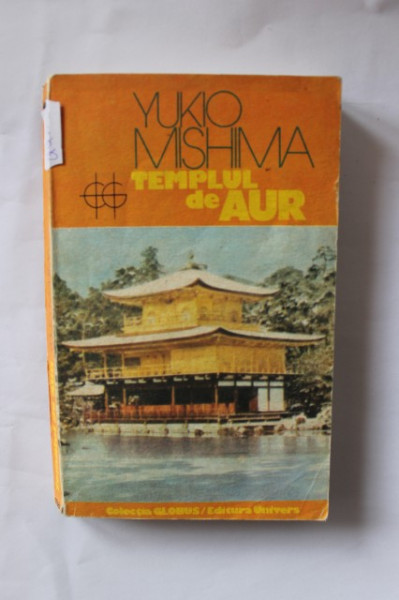 YUKIO
MISHIMA
TEMPLUL
de AUR
Colecția GLOBUS / Editura Univers